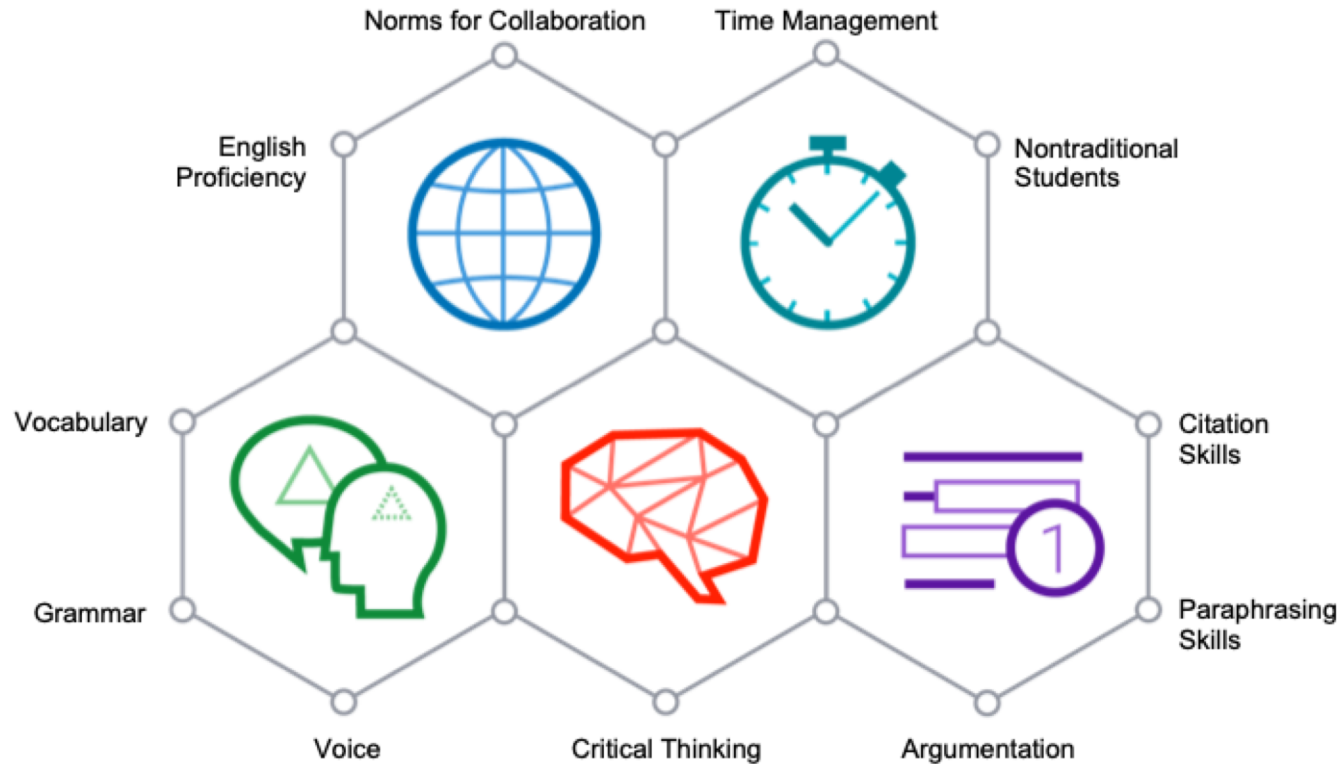 Norms for Collaboration
Time Management
English
Proficiency
Nontraditional
Students
Vocabulary
Citation
Skills
1
Grammar
Paraphrasing
Skills
Voice
Critical Thinking
Argumentation